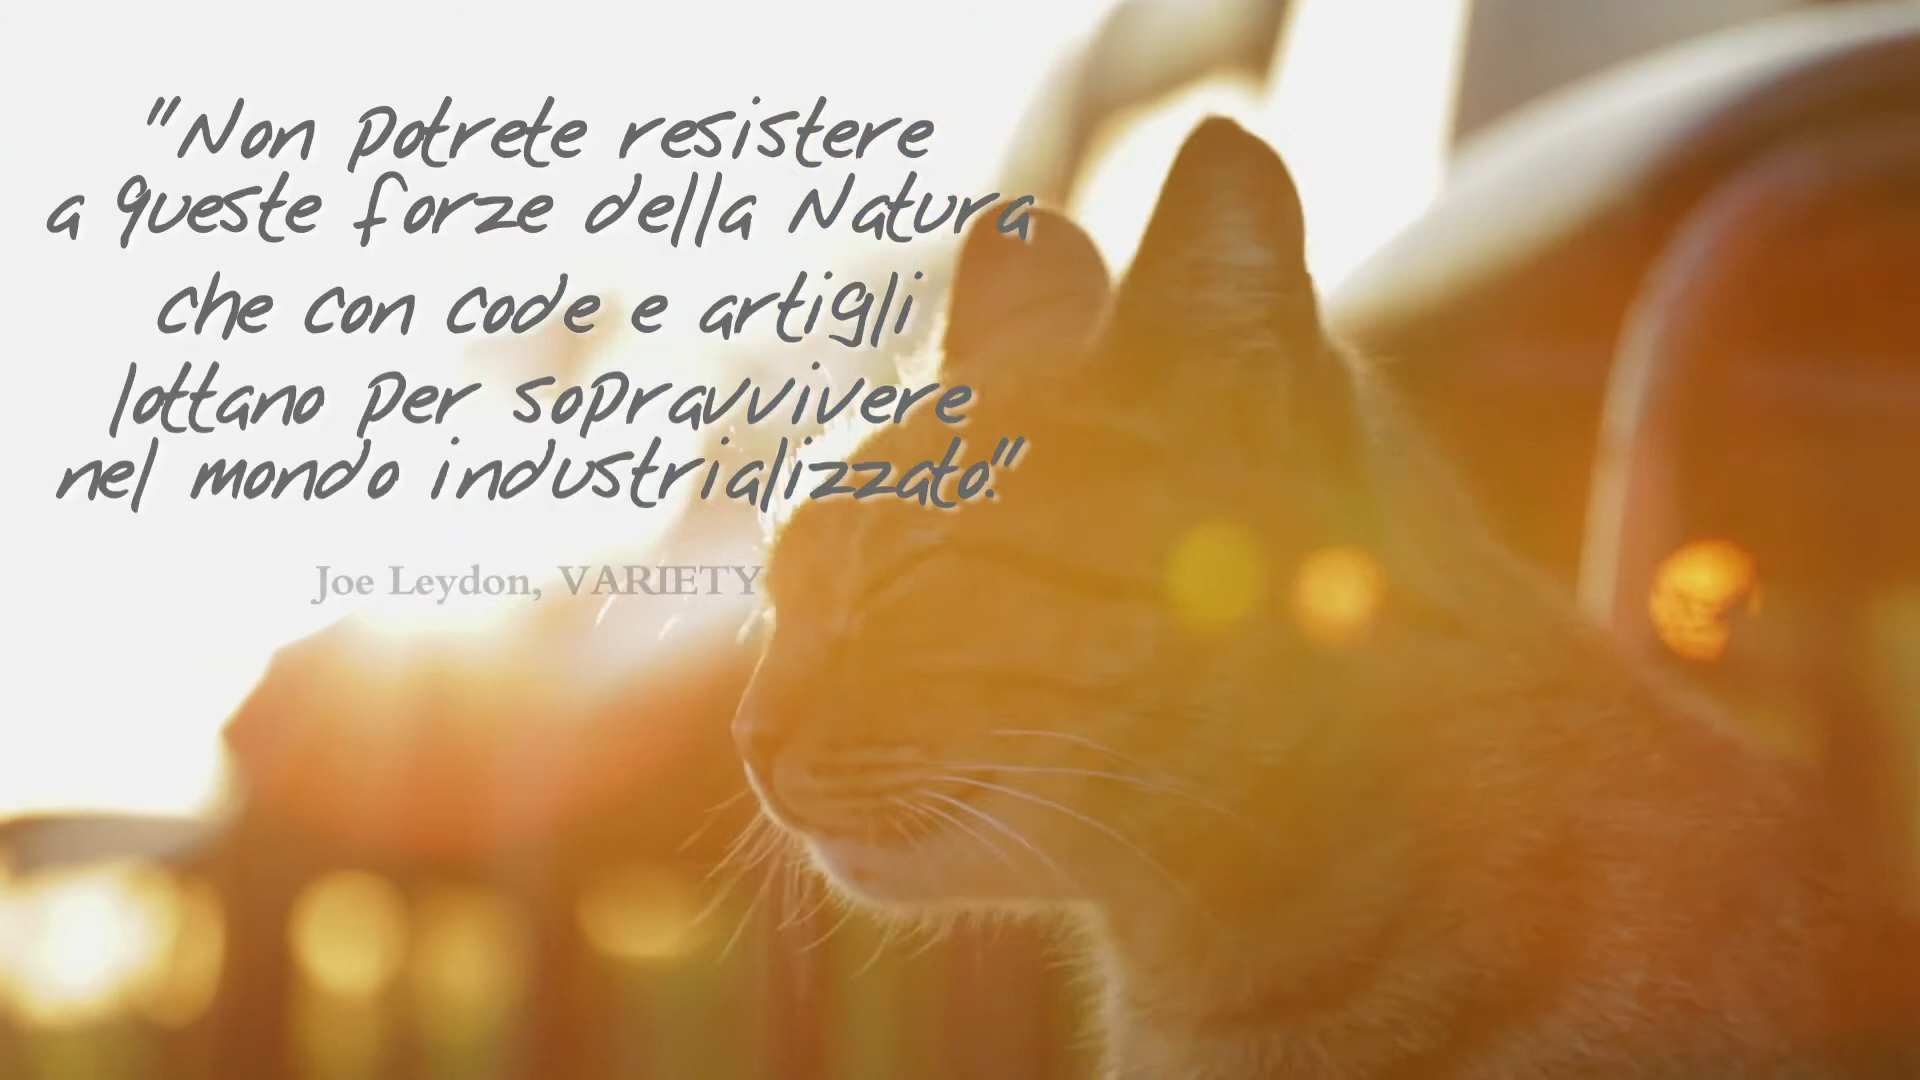 "Non potrete resistere
a queste forze della Natura
che con code e artigli
lottano per sopravvivere
nel mondo industrializzato."
Joe Leydon, VARIETY